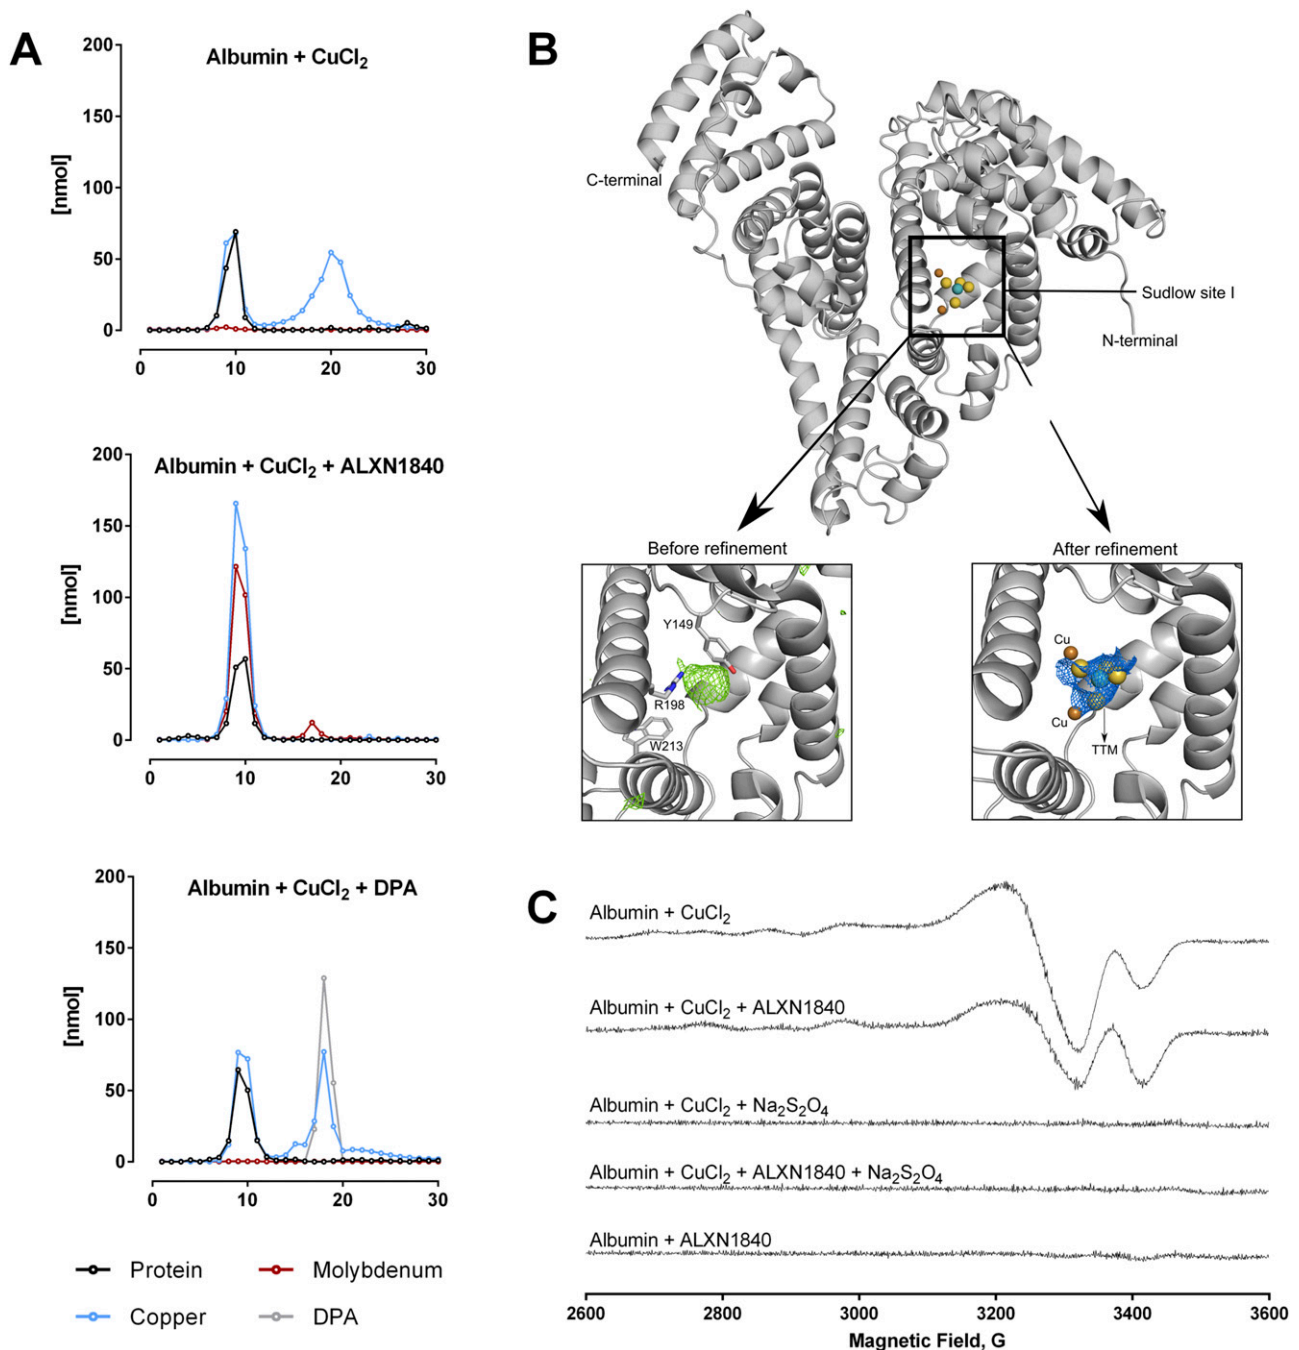 A
Albumin + CuCl₂
200
150
100
50
0
[nmol]
0 10 20 30
Albumin + CuCl₂ + ALXN1840
200
150
100
50
0
[nmol]
0 10 20 30
Albumin + CuCl₂ + DPA
200
150
100
50
0
[nmol]
0 10 20 30
Protein
Molybdenum
Copper
DPA
B
C-terminal
Sudlow site I
N-terminal
Before refinement
Y149
R198
W213
After refinement
Cu
Cu
TTM
C
Albumin + CuCl₂
Albumin + CuCl₂ + ALXN1840
Albumin + CuCl₂ + Na₂S₂O₄
Albumin + CuCl₂ + ALXN1840 + Na₂S₂O₄
Albumin + ALXN1840
2600 2800 3000 3200 3400 3600
Magnetic Field, G